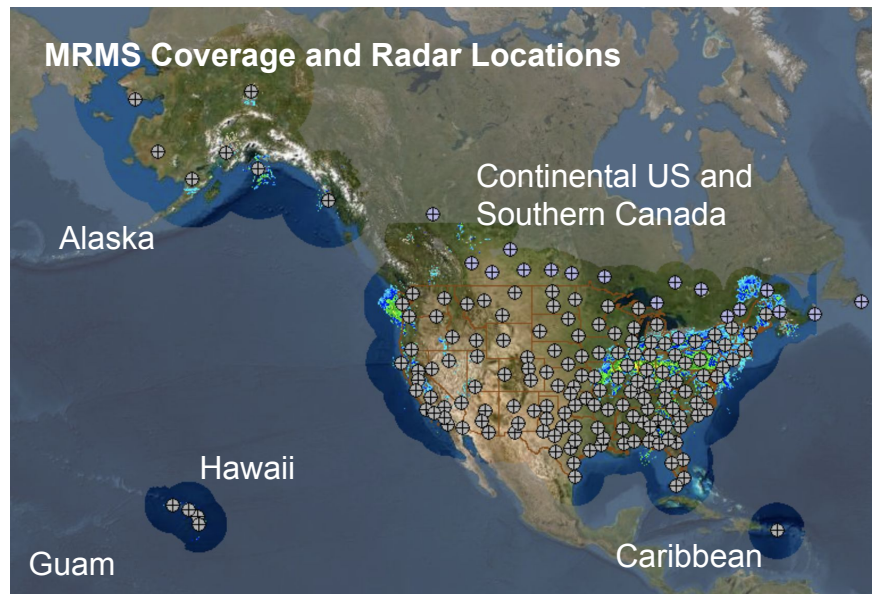 MRMS Coverage and Radar Locations
Continental US and
Southern Canada
Alaska
Hawaii
Guam
Caribbean